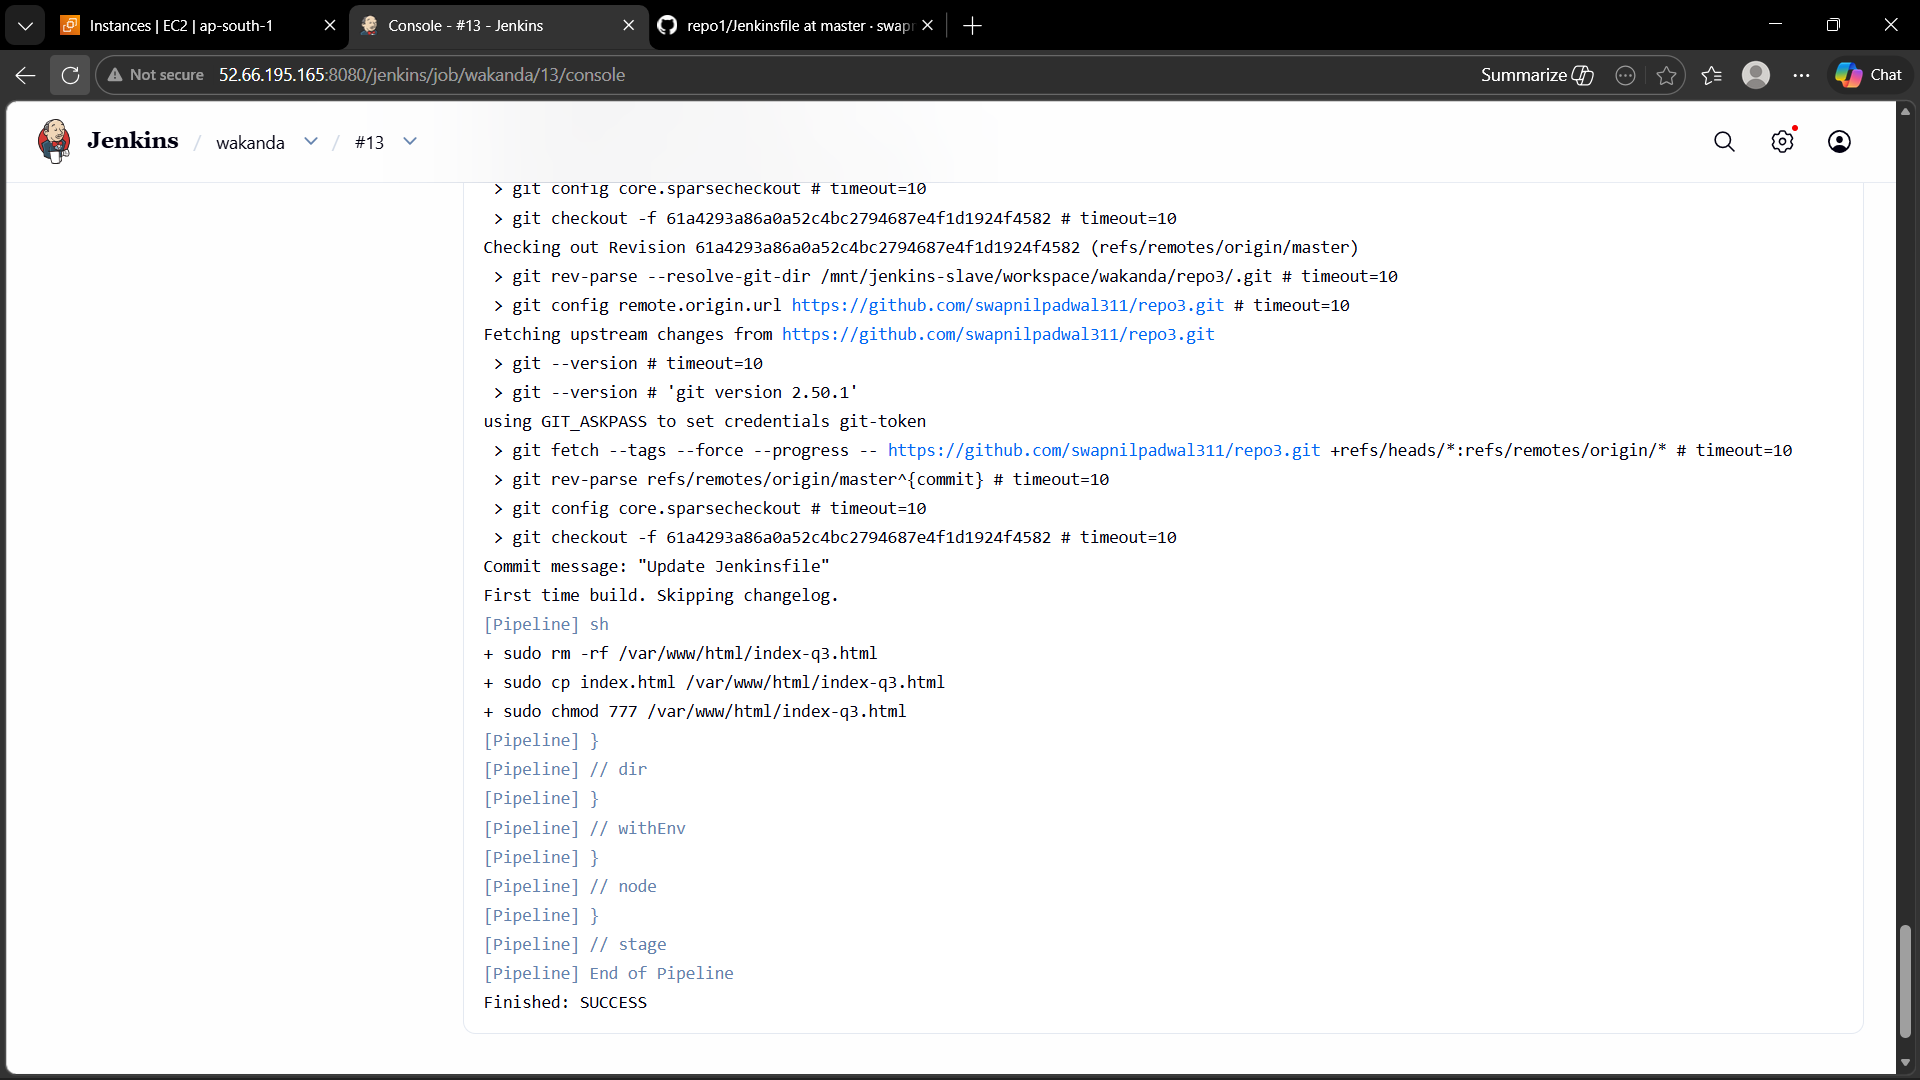 Instances | EC2 | ap-south-1
Console - #13 - Jenkins
repo1/Jenkinsfile at master · swapr
Not secure
52.66.195.165:8080/jenkins/job/wakanda/13/console
Summarize
Chat
Jenkins / wakanda / #13
> git config core.sparsecheckout # timeout=10
> git checkout -f 61a4293a86a0a52c4bc2794687e4f1d1924f4582 # timeout=10
Checking out Revision 61a4293a86a0a52c4bc2794687e4f1d1924f4582 (refs/remotes/origin/master)
> git rev-parse --resolve-git-dir /mnt/jenkins-slave/workspace/wakanda/repo3/.git # timeout=10
> git config remote.origin.url https://github.com/swapnilpadwal311/repo3.git # timeout=10
Fetching upstream changes from https://github.com/swapnilpadwal311/repo3.git
> git --version # timeout=10
> git --version # 'git version 2.50.1'
using GIT_ASKPASS to set credentials git-token
> git fetch --tags --force --progress -- https://github.com/swapnilpadwal311/repo3.git +refs/heads/*:refs/remotes/origin/* # timeout=10
> git rev-parse refs/remotes/origin/master^{commit} # timeout=10
> git config core.sparsecheckout # timeout=10
> git checkout -f 61a4293a86a0a52c4bc2794687e4f1d1924f4582 # timeout=10
Commit message: "Update Jenkinsfile"
First time build. Skipping changelog.
[Pipeline] sh
+ sudo rm -rf /var/www/html/index-q3.html
+ sudo cp index.html /var/www/html/index-q3.html
+ sudo chmod 777 /var/www/html/index-q3.html
[Pipeline] }
[Pipeline] // dir
[Pipeline] }
[Pipeline] // withEnv
[Pipeline] }
[Pipeline] // node
[Pipeline] }
[Pipeline] // stage
[Pipeline] End of Pipeline
Finished: SUCCESS